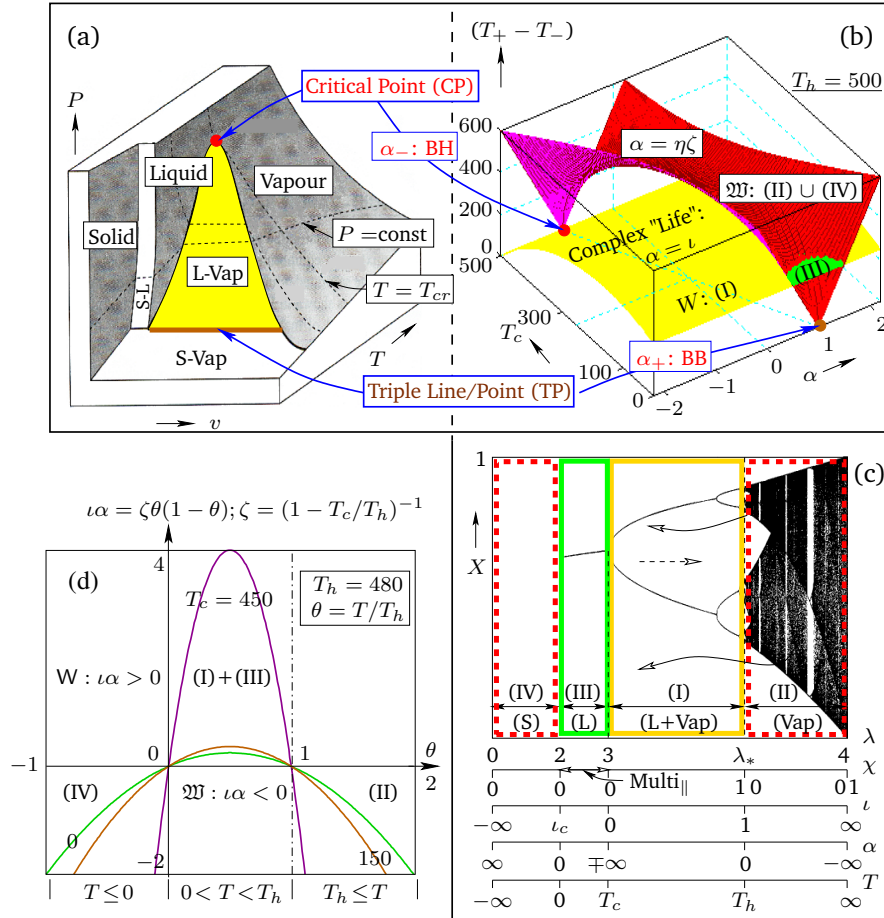 (a)
P
Critical Point (CP)
Liquid
Vapour
Solid
P =const
S-L
L-Vap
T = T_cr
S-Vap
T
Triple Line/Point (TP)
v
(T₊ − T₋)
(b)
T_h = 500
600
400
200
0
500
α₋: BH
α = ηζ
𝔚: (II) ∪ (IV)
Complex "Life":
α = ι
(III)
W: (I)
T_c
300
100
0
α₊: BB
−2
−1
0
1
2
α
(c)
1
X
(IV)
(III)
(I)
(II)
(S)
(L)
(L+Vap)
(Vap)
λ
0
2
3
λ_*
4
χ
Multi_∥
0
0
0
1 0
0 1
ι
−∞
ι_c
0
1
∞
α
∞
0
∓∞
0
−∞
T
−∞
0
T_c
T_h
∞
ια = ζθ(1 − θ); ζ = (1 − T_c/T_h)⁻¹
(d)
4
T_c = 450
T_h = 480
θ = T/T_h
W : ια > 0
(I) + (III)
0
1
θ
−1
2
(IV)
𝔚 : ια < 0
(II)
0
−2
150
T ≤ 0
0 < T < T_h
T_h ≤ T